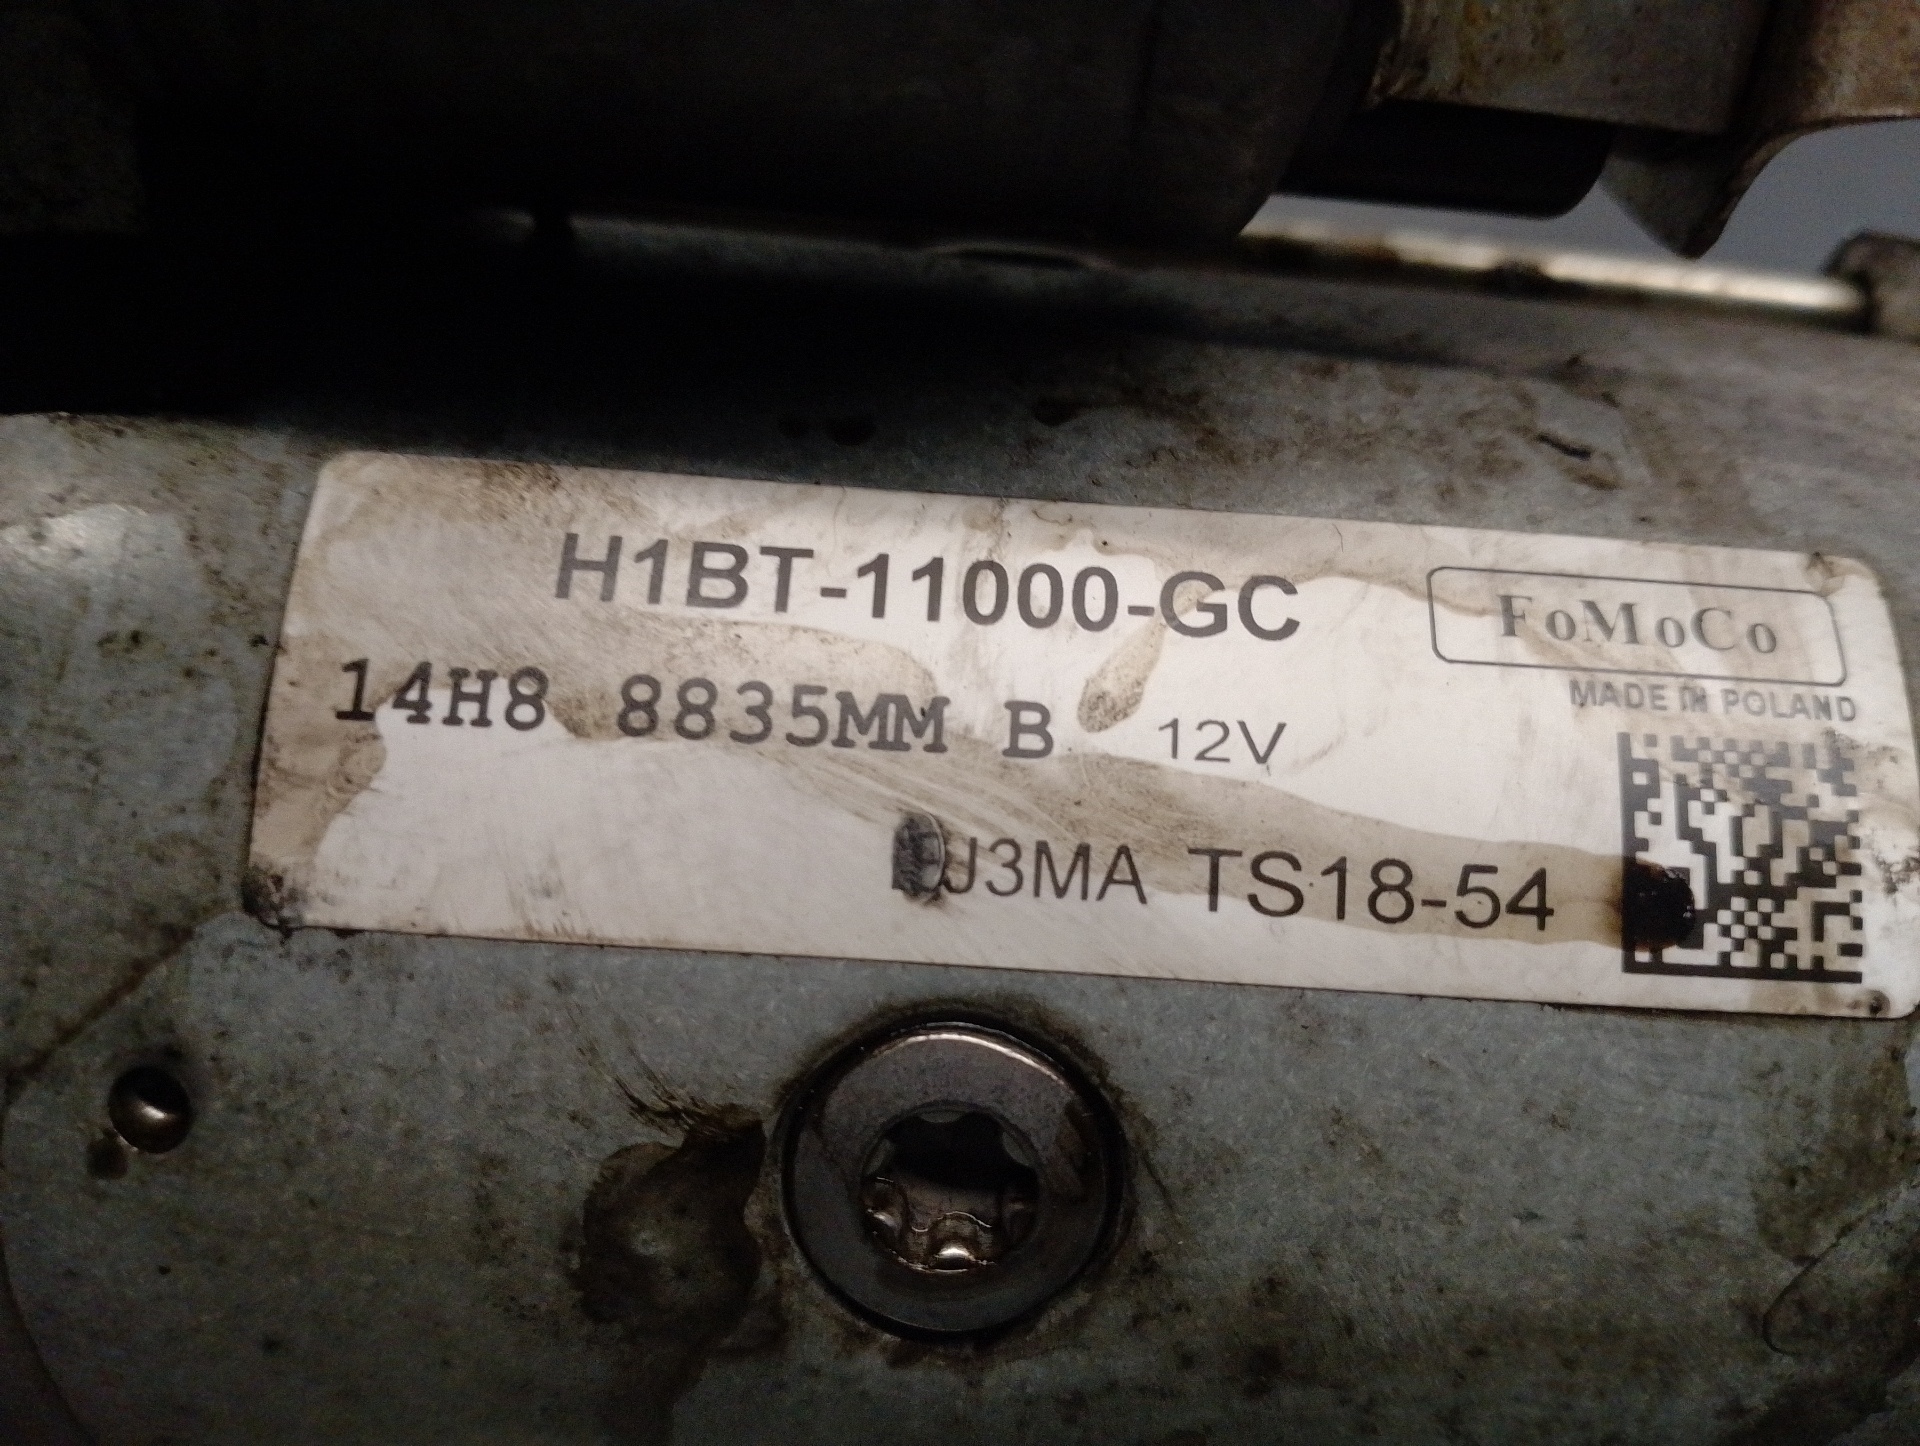 H1BT-11000-GC
FoMoCo
MADE IN POLAND
14H8 8835MM B 12V
J3MA TS18-54